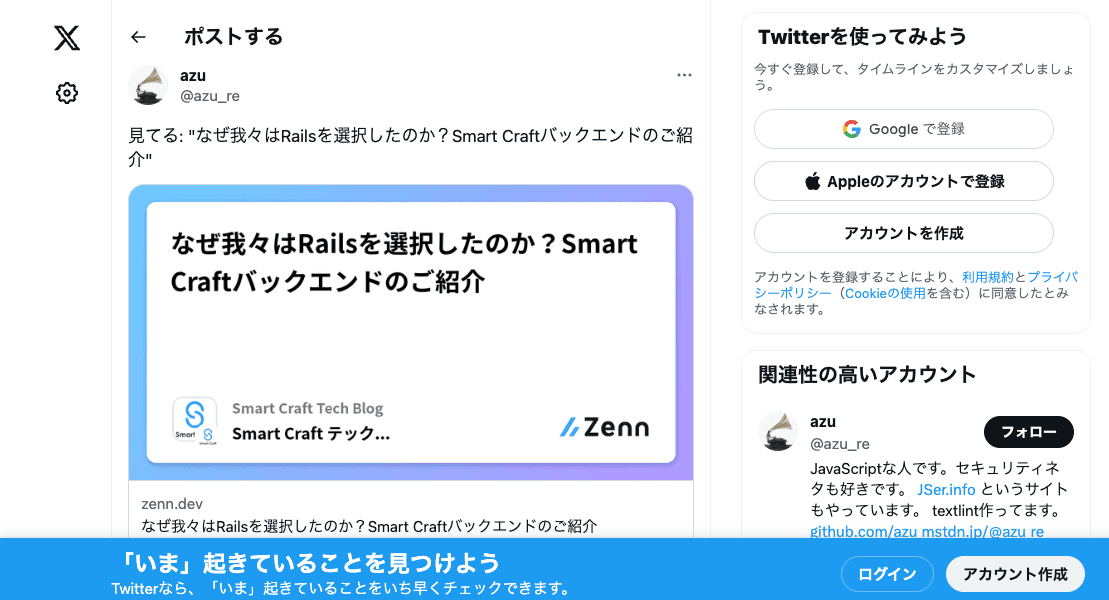 ポストする
azu
@azu_re
見てる: "なぜ我々はRailsを選択したのか？Smart Craftバックエンドのご紹
介"
なぜ我々はRailsを選択したのか？Smart
Craftバックエンドのご紹介
Smart Craft Tech Blog
Smart Craft テック...
Smart
Smart Craft
Zenn
zenn.dev
なぜ我々はRailsを選択したのか？Smart Craftバックエンドのご紹介
Twitterを使ってみよう
今すぐ登録して、タイムラインをカスタマイズしましょ
う。
Google で登録
Appleのアカウントで登録
アカウントを作成
アカウントを登録することにより、利用規約とプライバ
シーポリシー（Cookieの使用を含む）に同意したとみ
なされます。
関連性の高いアカウント
azu
@azu_re
フォロー
JavaScriptな人です。セキュリティネ
タも好きです。 JSer.info というサイト
もやっています。 textlint作ってます。
github.com/azu mstdn.jp/@azu_re
「いま」起きていることを見つけよう
Twitterなら、「いま」起きていることをいち早くチェックできます。
ログイン
アカウント作成